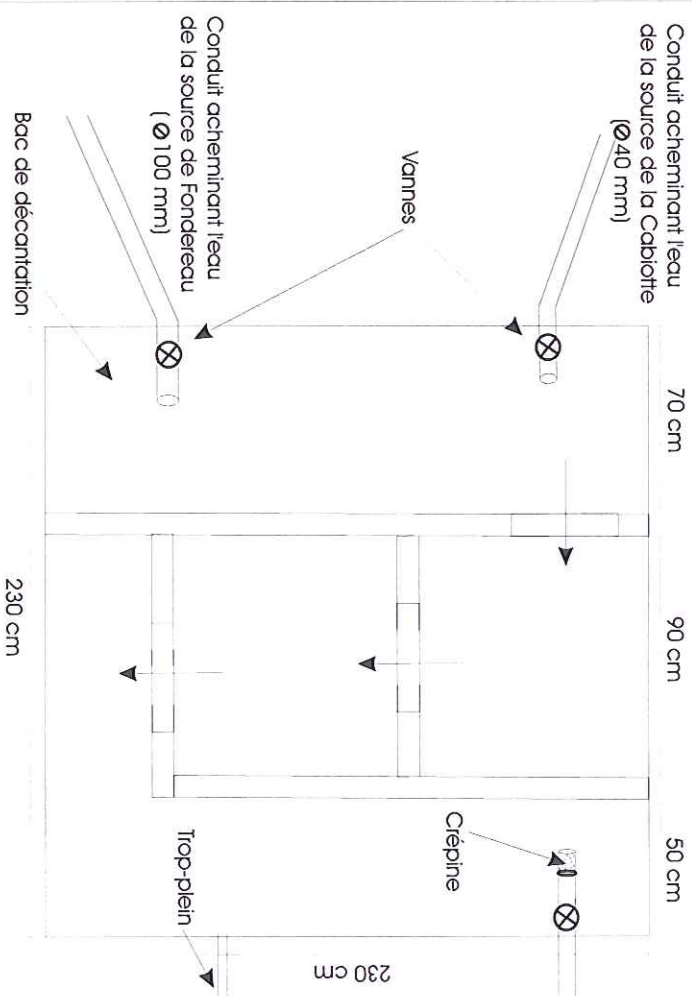 Conduit acheminant l'eau
de la source de la Cabiotte
(Ø40 mm)
Conduit acheminant l'eau
de la source de Fondereau
(Ø100 mm)
Vannes
Bac de décantation
70 cm
90 cm
50 cm
Crépine
Trop-plein
230 cm
230 cm